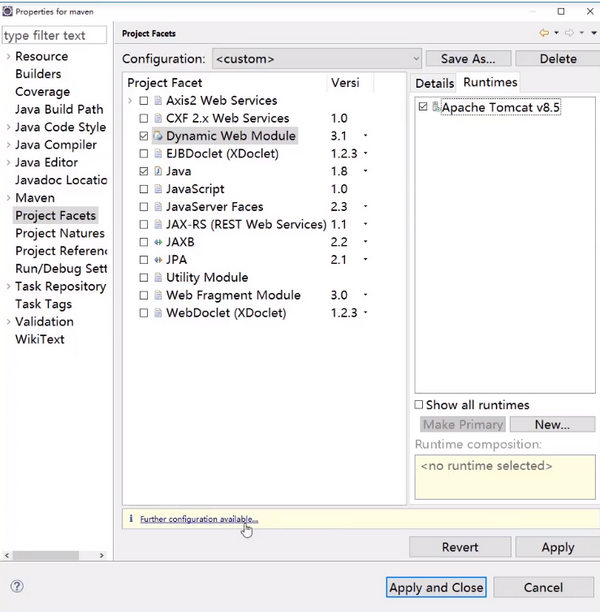 Properties for maven
type filter text
Project Facets
Resource
Builders
Coverage
Java Build Path
Java Code Style
Java Compiler
Java Editor
Javadoc Locatio
Maven
Project Facets
Project Natures
Project Referen
Run/Debug Sett
Task Repository
Task Tags
Validation
WikiText
Configuration: <custom> Save As... Delete
Project Facet Versi
Axis2 Web Services
CXF 2.x Web Services 1.0
Dynamic Web Module 3.1
EJBDoclet (XDoclet) 1.2.3
Java 1.8
JavaScript 1.0
JavaServer Faces 2.3
JAX-RS (REST Web Services) 1.1
JAXB 2.2
JPA 2.1
Utility Module
Web Fragment Module 3.0
WebDoclet (XDoclet) 1.2.3
Details Runtimes
Apache Tomcat v8.5
Show all runtimes
Make Primary New...
Runtime composition:
<no runtime selected>
Further configuration available...
Revert Apply
Apply and Close Cancel